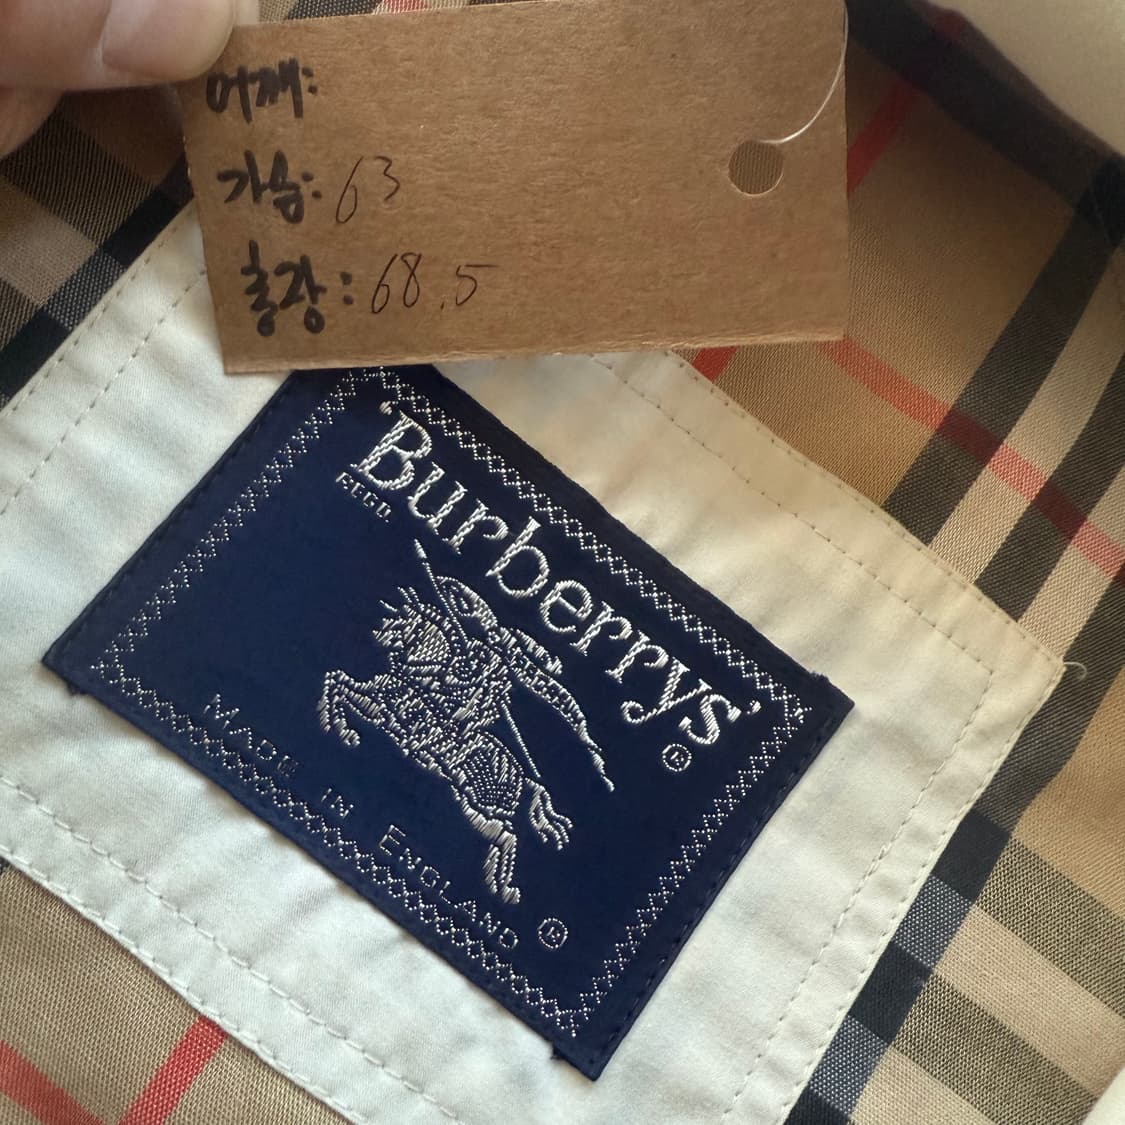 어깨:
가슴: 63
총장: 68.5
'Burberrys'
REGD. ®
MADE IN ENGLAND ®